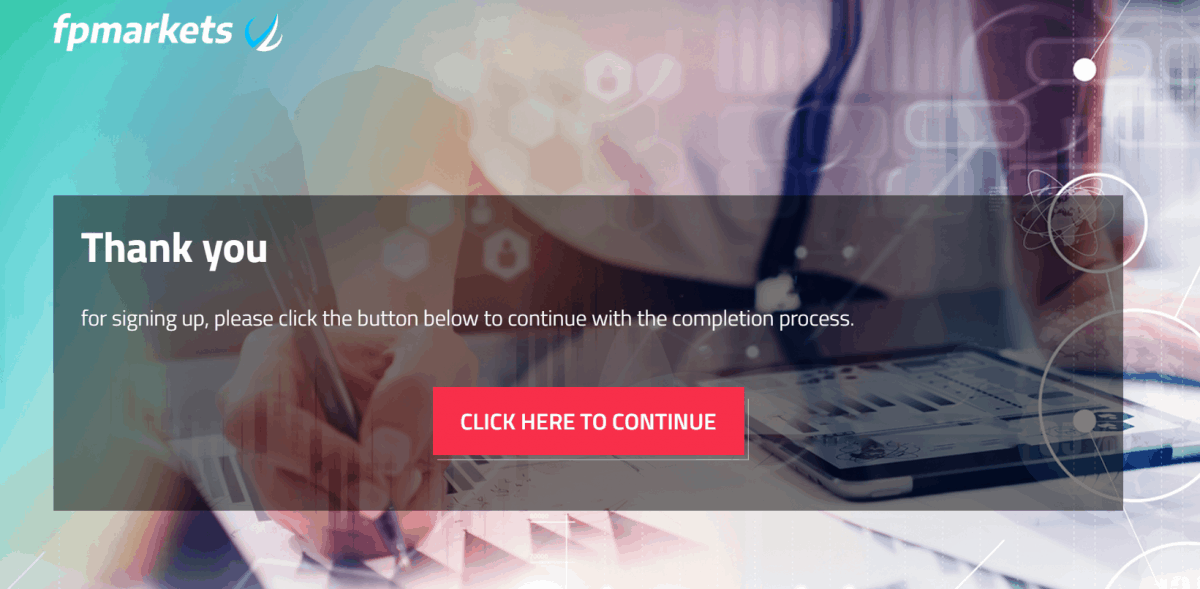 fpmarkets
Thank you
for signing up, please click the button below to continue with the completion process.
CLICK HERE TO CONTINUE